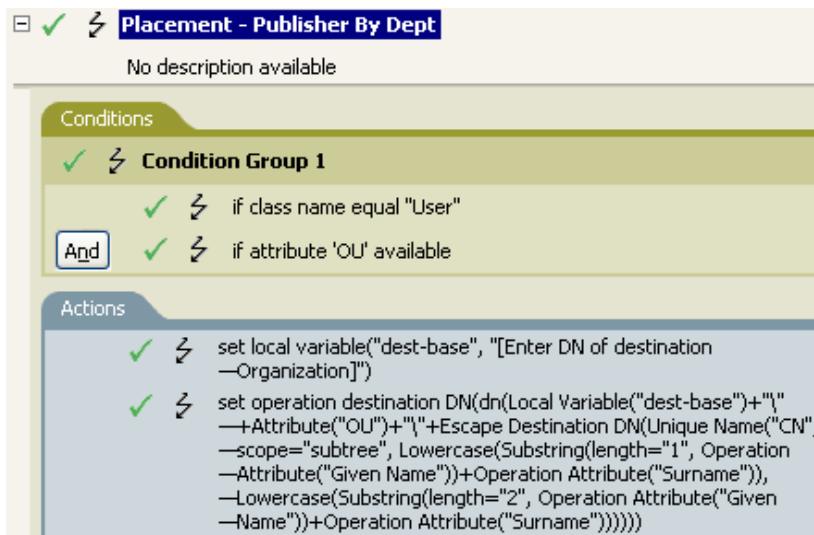 Placement - Publisher By Dept
No description available
Conditions
Condition Group 1
if class name equal "User"
And
if attribute 'OU' available
Actions
set local variable("dest-base", "[Enter DN of destination
—Organization]")
set operation destination DN(dn(Local Variable("dest-base")+"\"
—+Attribute("OU")+"\"+Escape Destination DN(Unique Name("CN",
—scope="subtree", Lowercase(Substring(length="1", Operation
—Attribute("Given Name"))+Operation Attribute("Surname")),
—Lowercase(Substring(length="2", Operation Attribute("Given
—Name"))+Operation Attribute("Surname"))))))